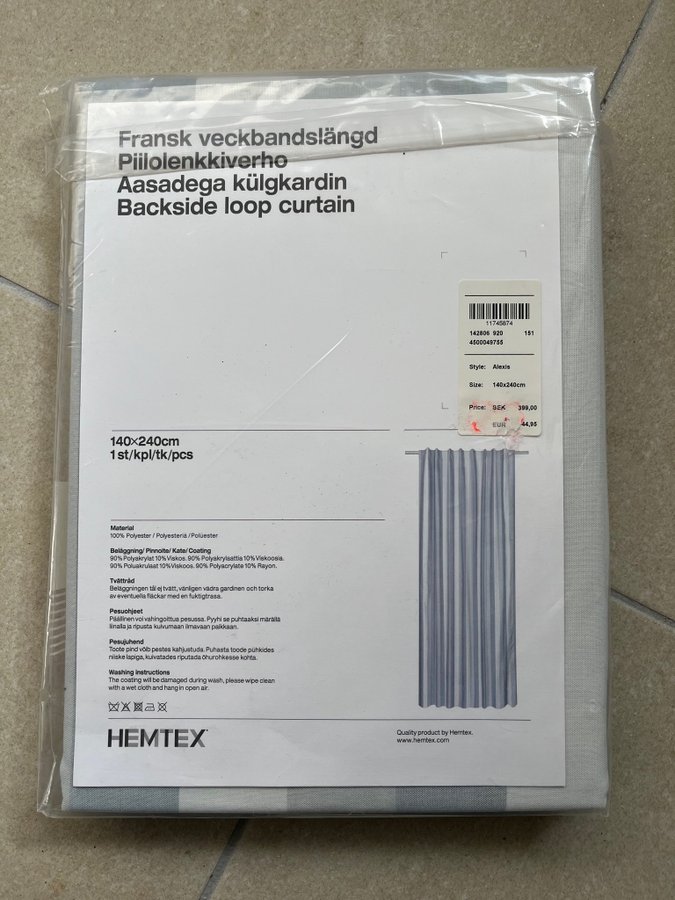 Fransk veckbandslängd
Piilolenkkiverho
Aasadega külgkardin
Backside loop curtain
11745874
142806 920 151
4500049755
Style: Alexis
Size: 140x240cm
Price: SEK 399,00
EUR 44,95
140×240cm
1 st/kpl/tk/pcs
Material
100% Polyester / Polyesteriä / Polüester
Beläggning/ Pinnoite/ Kate/ Coating
90% Polyakrylat 10% Viskos. 90% Polyakrylaattia 10% Viskoosia.
90% Poluakrulaat 10% Viskoos. 90% Polyacrylate 10% Rayon.
Tvättråd
Beläggningen tål ej tvätt, vänligen vädra gardinen och torka
av eventuella fläckar med en fuktig trasa.
Pesuohjeet
Päällinen voi vahingoittua pesussa. Pyyhi se puhtaaksi märällä
liinalla ja ripusta kuivumaan ilmavaan paikkaan.
Pesujuhend
Toote pind võib pestes kahjustuda. Puhasta toode pühkides
niiske lapiga, kuivatades riputada õhurohkesse kohta.
Washing instructions
The coating will be damaged during wash, please wipe clean
with a wet cloth and hang in open air.
HEMTEX
Quality product by Hemtex.
www.hemtex.com